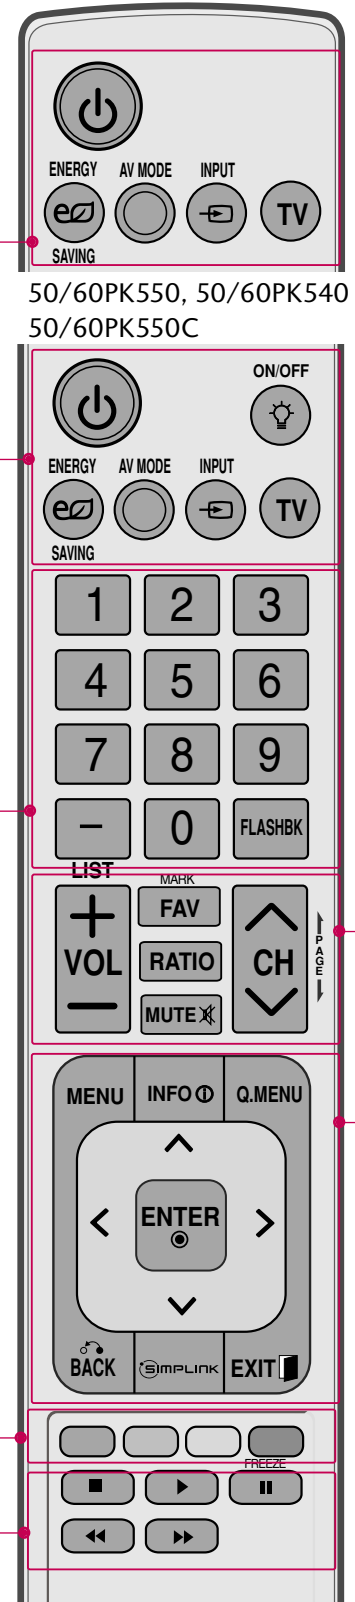 ENERGY AV MODE INPUT
TV
SAVING
50/60PK550, 50/60PK540
50/60PK550C
ON/OFF
ENERGY AV MODE INPUT
TV
SAVING
1 2 3
4 5 6
7 8 9
– 0 FLASHBK
LIST
MARK
FAV
VOL
RATIO
CH
PAGE
MUTE
MENU INFO Q.MENU
ENTER
BACK SIMPLINK EXIT
FREEZE